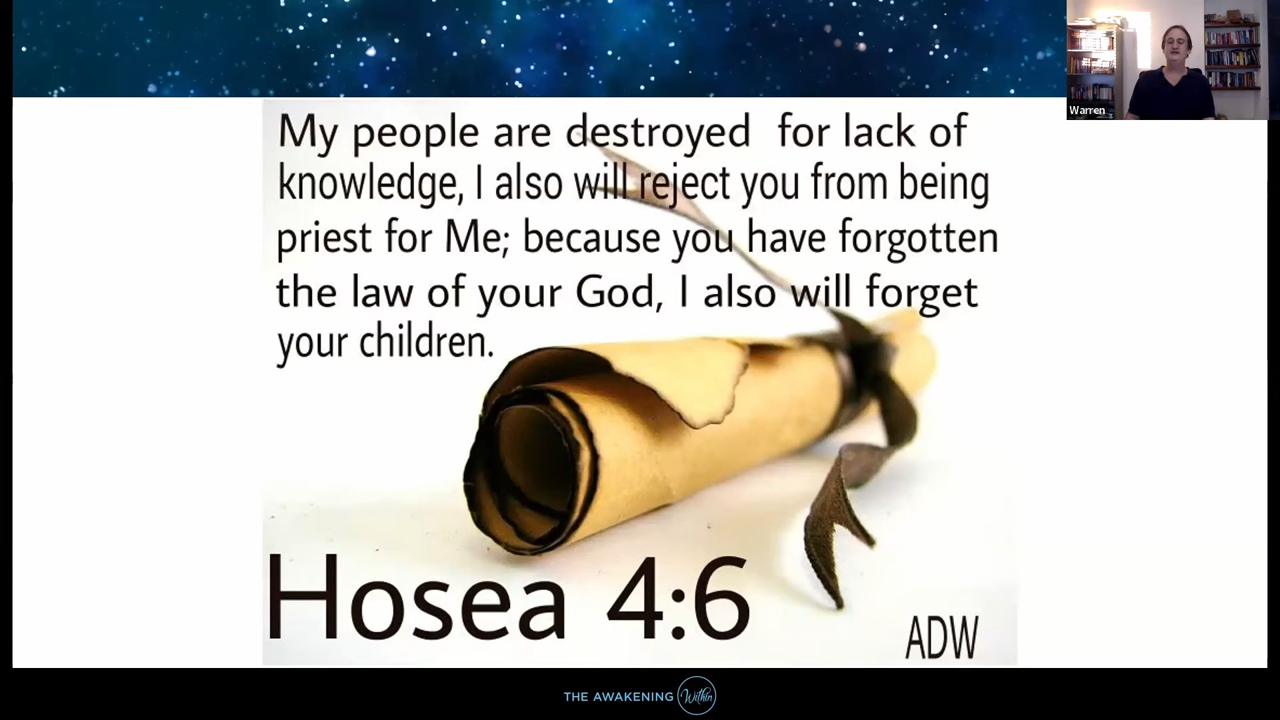 Warren
My people are destroyed for lack of
knowledge, I also will reject you from being
priest for Me; because you have forgotten
the law of your God, I also will forget
your children.
Hosea 4:6
ADW
THE AWAKENING Within